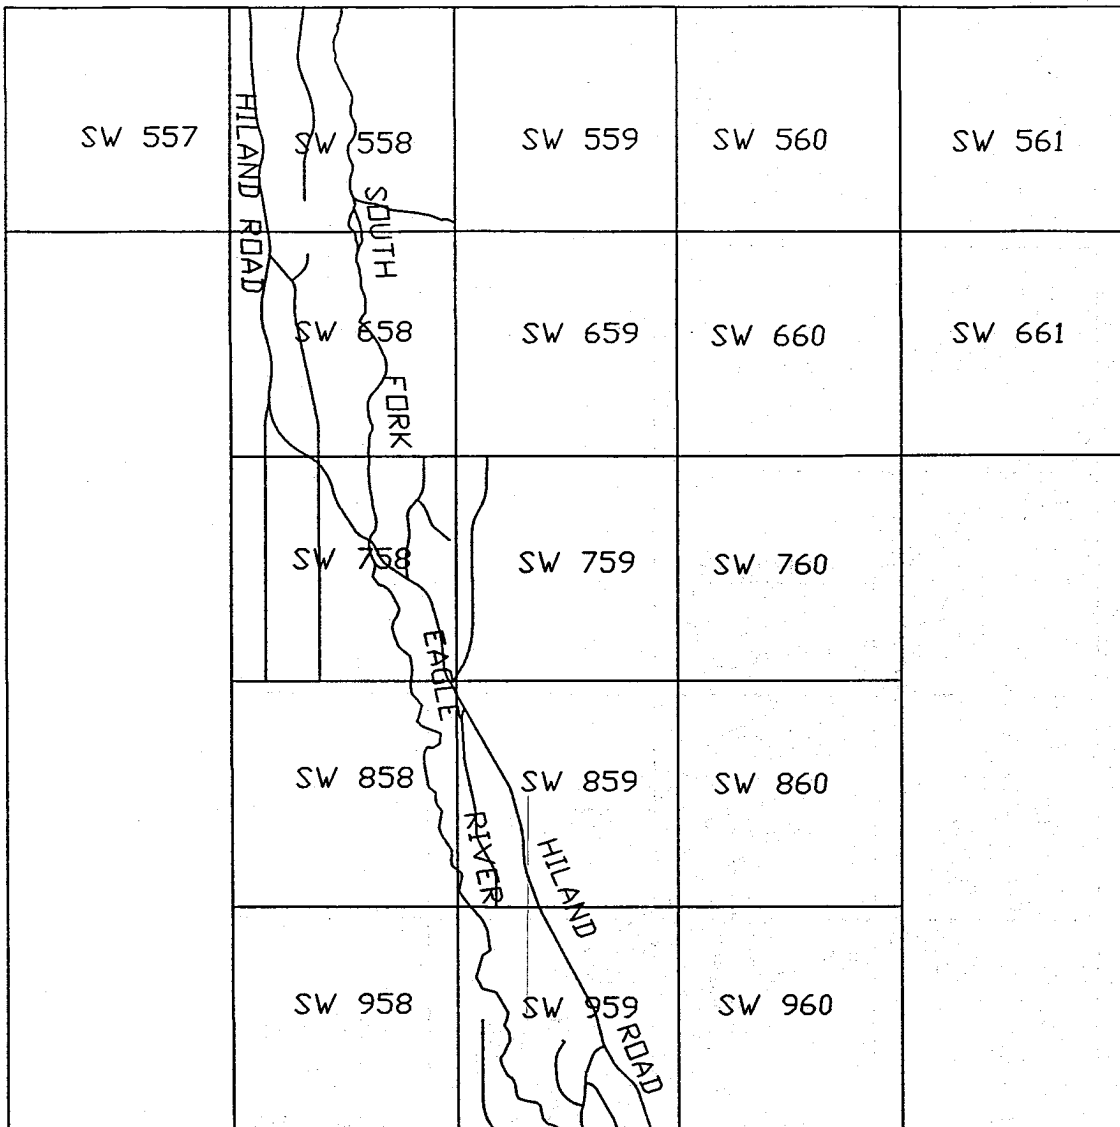 SW 557
SW 558
SW 559
SW 560
SW 561
HILAND ROAD
SOUTH
SW 658
SW 659
SW 660
SW 661
FORK
SW 758
SW 759
SW 760
EAGLE
SW 858
SW 859
SW 860
RIVER
HILAND
SW 958
SW 959
SW 960
ROAD